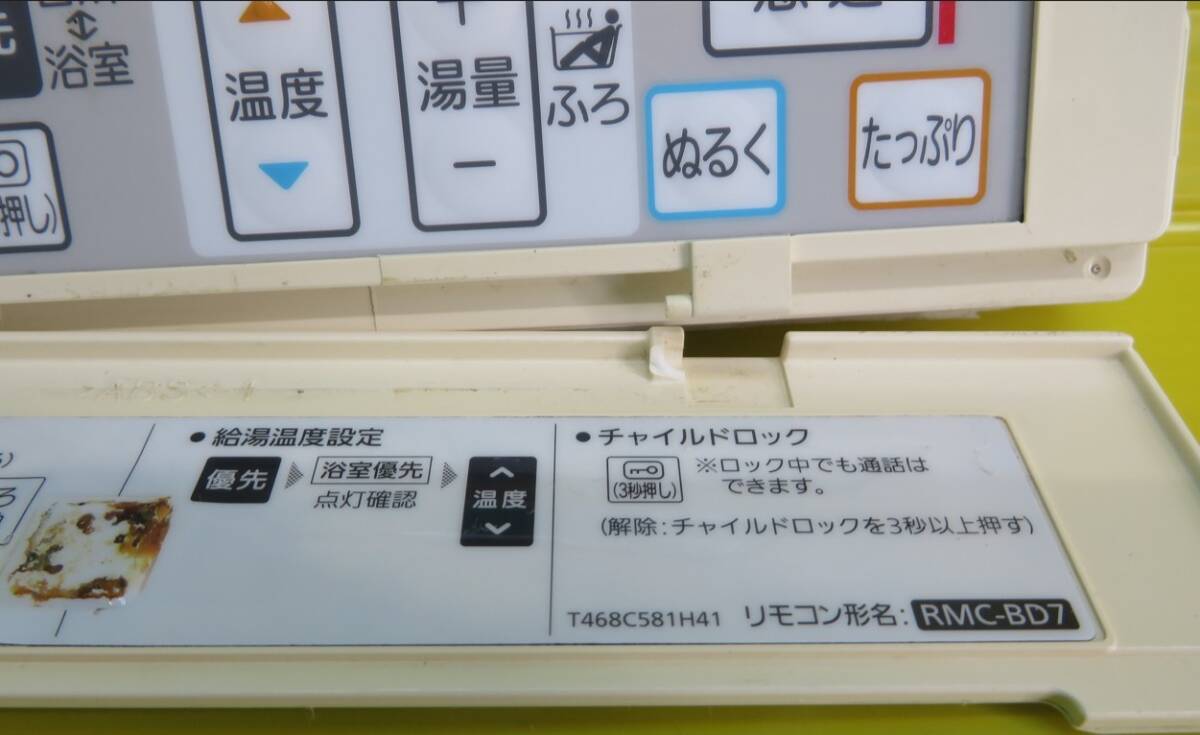 先
浴室
温度
湯量
ー
ふろ
ぬるく
たっぷり
押し)
● 給湯温度設定
優先
浴室優先
点灯確認
温度
● チャイルドロック
(3秒押し)
※ロック中でも通話は
できます。
(解除:チャイルドロックを3秒以上押す)
T468C581H41 リモコン形名: RMC-BD7